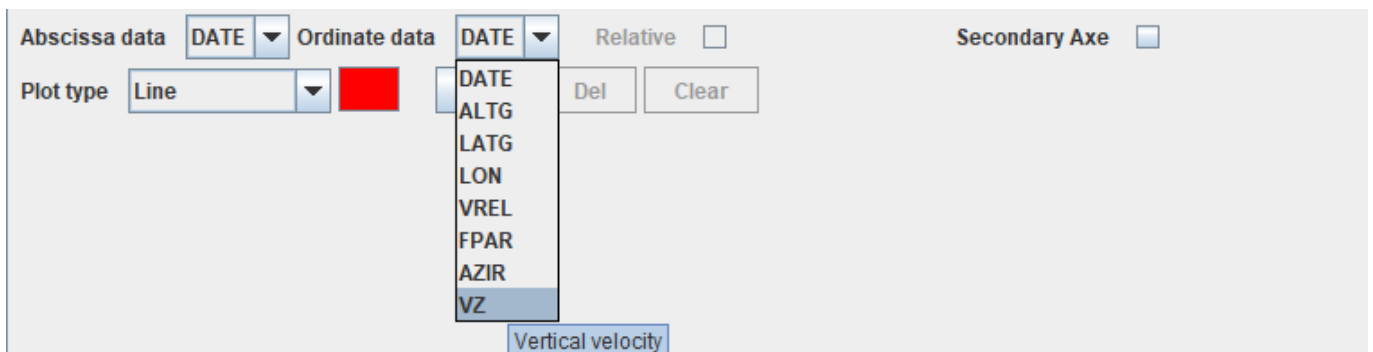 Abscissa data DATE Ordinate data DATE Relative Secondary Axe
Plot type Line Del Clear
DATE
ALTG
LATG
LON
VREL
FPAR
AZIR
VZ
Vertical velocity